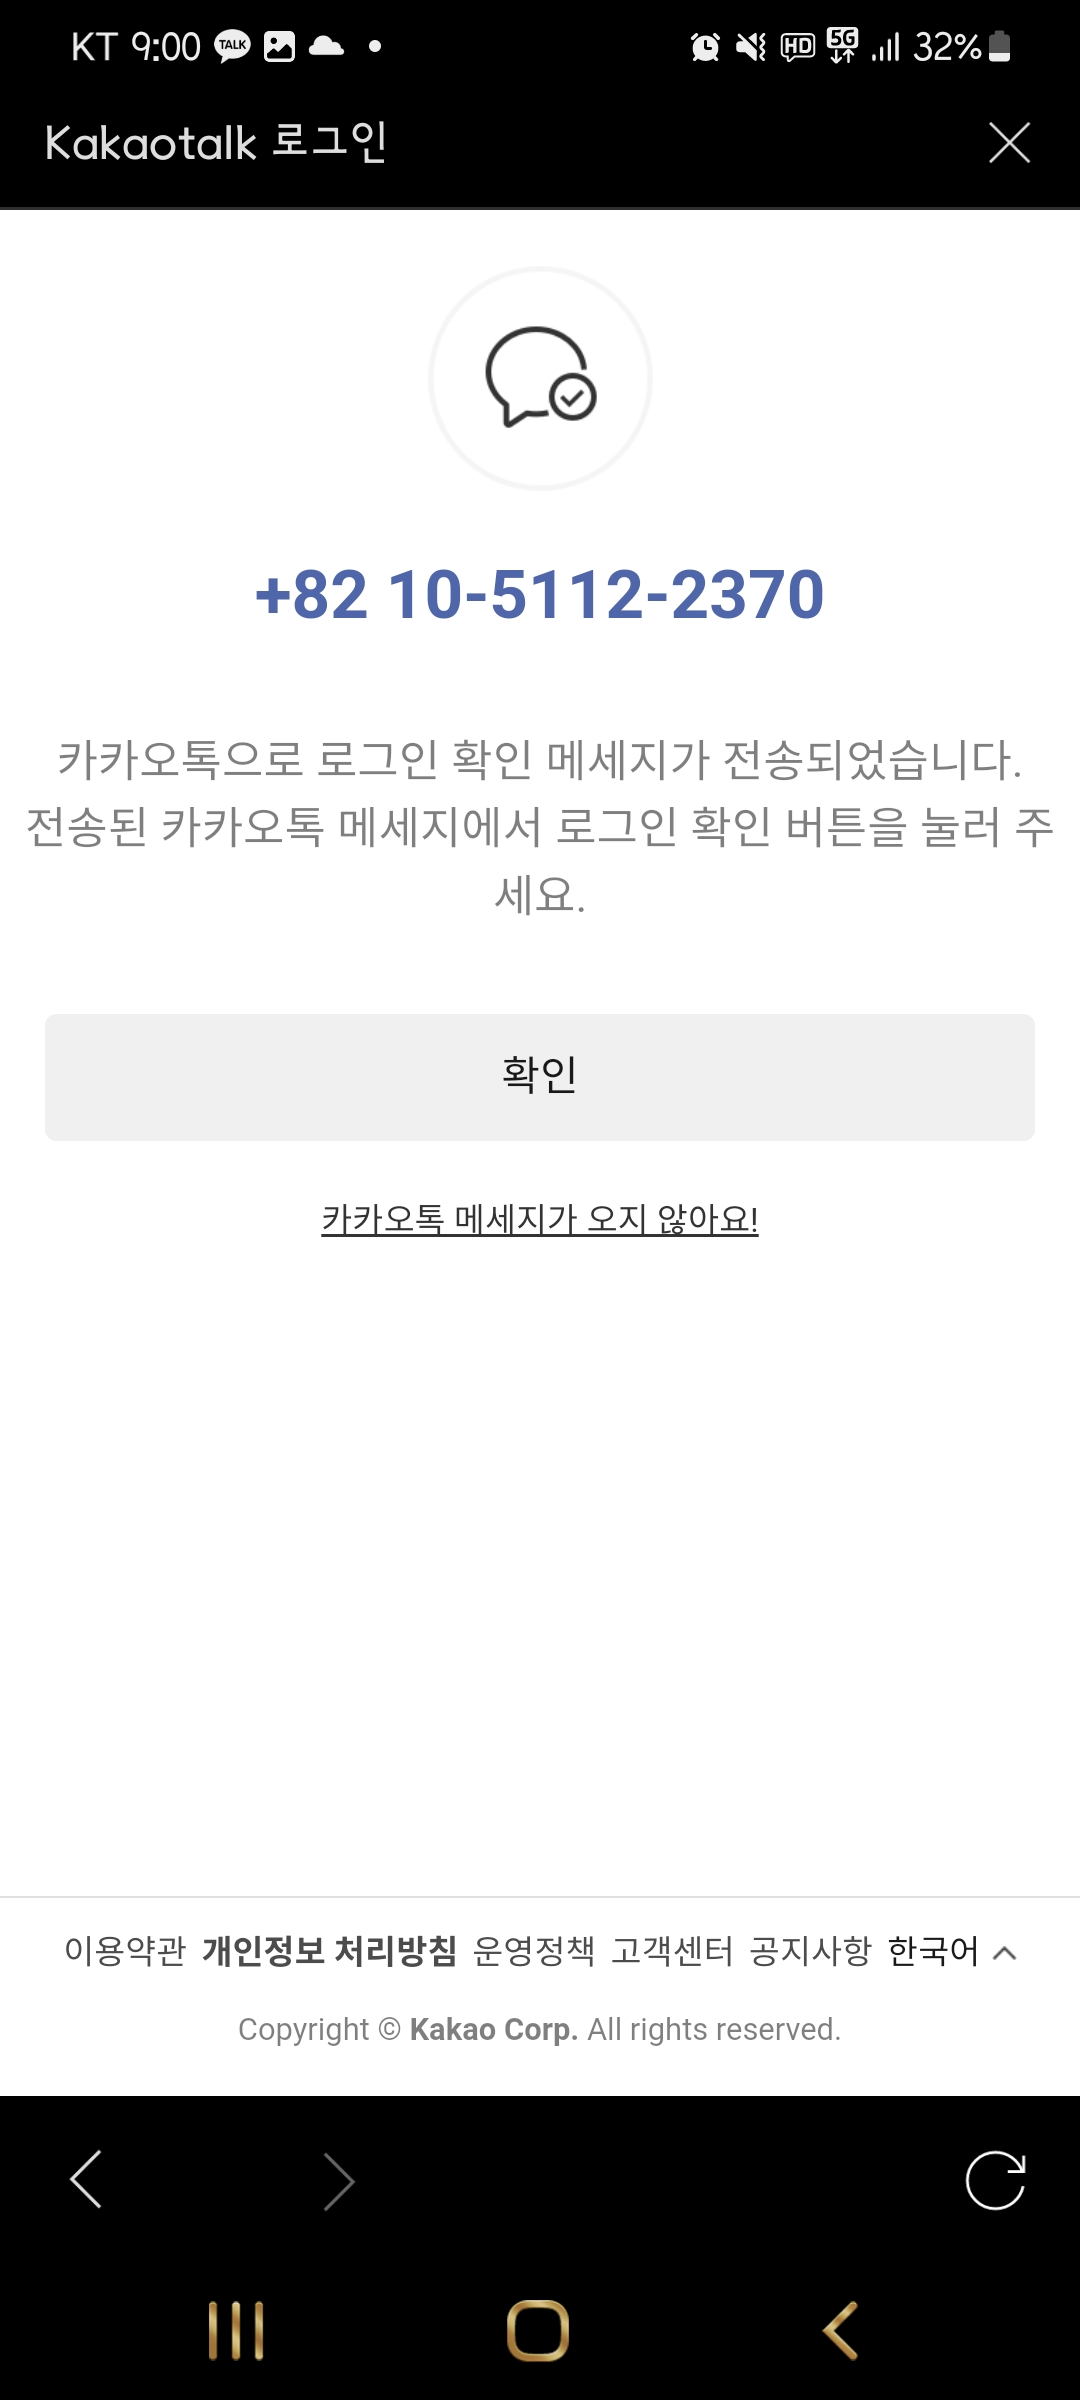 KT 9:00 TALK HD 5G 32%
Kakaotalk 로그인
+82 10-5112-2370
카카오톡으로 로그인 확인 메세지가 전송되었습니다.
전송된 카카오톡 메세지에서 로그인 확인 버튼을 눌러 주
세요.
확인
카카오톡 메세지가 오지 않아요!
이용약관 개인정보 처리방침 운영정책 고객센터 공지사항 한국어
Copyright © Kakao Corp. All rights reserved.